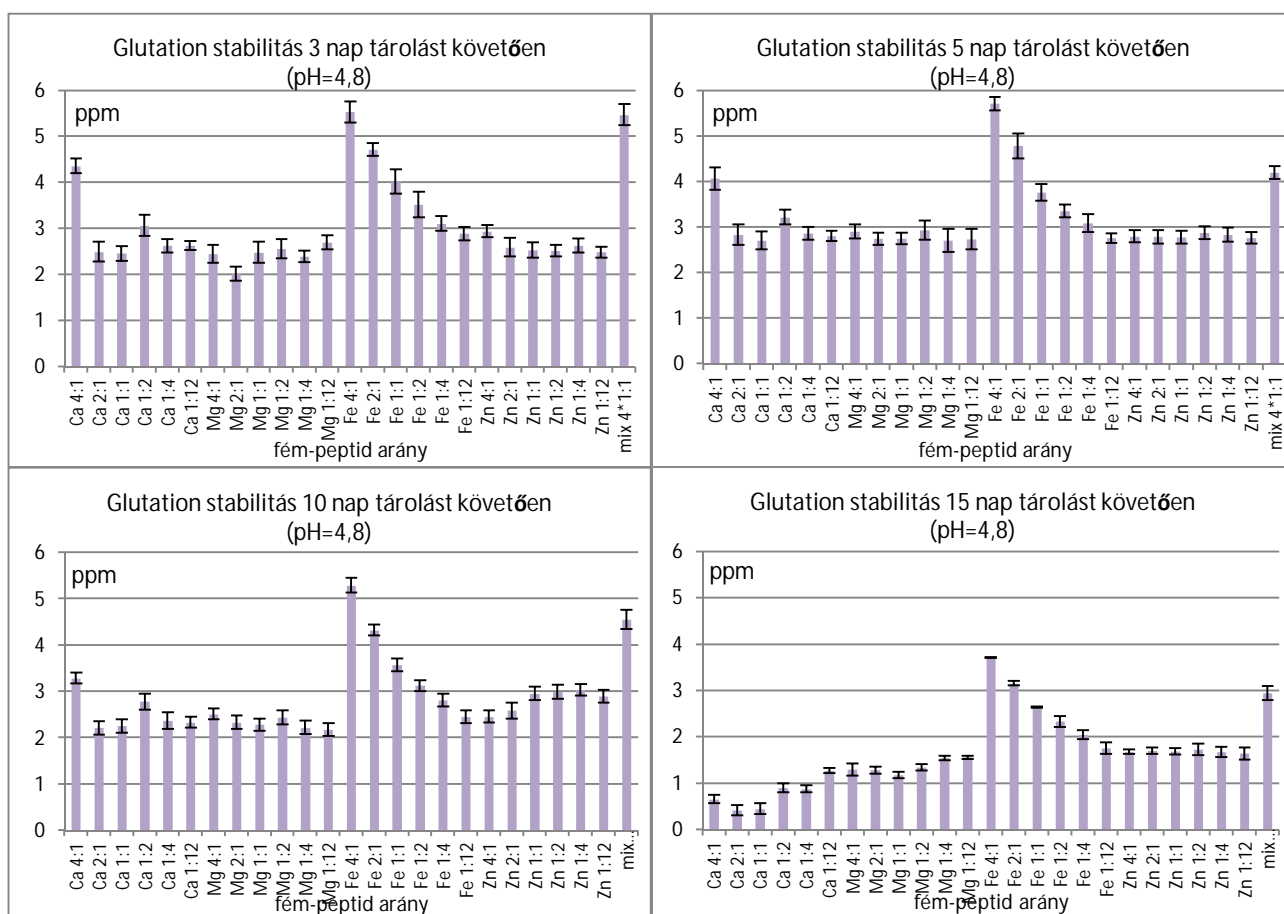 Glutation stabilitás 3 nap tárolást követően
(pH=4,8)
6
ppm
5
4
3
2
1
0
Ca 4:1
Ca 2:1
Ca 1:1
Ca 1:2
Ca 1:4
Ca 1:12
Mg 4:1
Mg 2:1
Mg 1:1
Mg 1:2
Mg 1:4
Mg 1:12
Fe 4:1
Fe 2:1
Fe 1:1
Fe 1:2
Fe 1:4
Fe 1:12
Zn 4:1
Zn 2:1
Zn 1:1
Zn 1:2
Zn 1:4
Zn 1:12
mix 4*1:1
fém-peptid arány
Glutation stabilitás 5 nap tárolást követően
(pH=4,8)
6
ppm
5
4
3
2
1
0
Ca 4:1
Ca 2:1
Ca 1:1
Ca 1:2
Ca 1:4
Ca 1:12
Mg 4:1
Mg 2:1
Mg 1:1
Mg 1:2
Mg 1:4
Mg 1:12
Fe 4:1
Fe 2:1
Fe 1:1
Fe 1:2
Fe 1:4
Fe 1:12
Zn 4:1
Zn 2:1
Zn 1:1
Zn 1:2
Zn 1:4
Zn 1:12
mix 4*1:1
fém-peptid arány
Glutation stabilitás 10 nap tárolást követően
(pH=4,8)
6
ppm
5
4
3
2
1
0
Ca 4:1
Ca 2:1
Ca 1:1
Ca 1:2
Ca 1:4
Ca 1:12
Mg 4:1
Mg 2:1
Mg 1:1
Mg 1:2
Mg 1:4
Mg 1:12
Fe 4:1
Fe 2:1
Fe 1:1
Fe 1:2
Fe 1:4
Fe 1:12
Zn 4:1
Zn 2:1
Zn 1:1
Zn 1:2
Zn 1:4
Zn 1:12
mix...
fém-peptid arány
Glutation stabilitás 15 nap tárolást követően
(pH=4,8)
6
ppm
5
4
3
2
1
0
Ca 4:1
Ca 2:1
Ca 1:1
Ca 1:2
Ca 1:4
Ca 1:12
Mg 4:1
Mg 2:1
Mg 1:1
Mg 1:2
Mg 1:4
Mg 1:12
Fe 4:1
Fe 2:1
Fe 1:1
Fe 1:2
Fe 1:4
Fe 1:12
Zn 4:1
Zn 2:1
Zn 1:1
Zn 1:2
Zn 1:4
Zn 1:12
mix...
fém-peptid arány